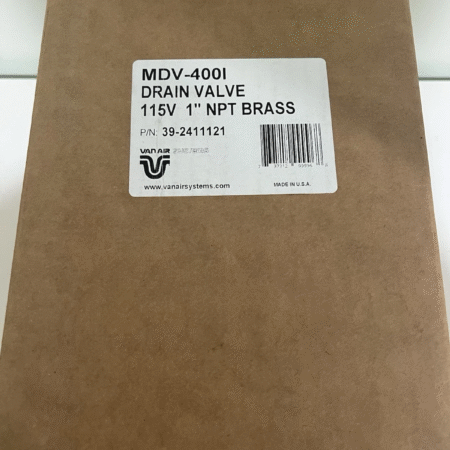 MDV-400I
DRAIN VALVE
115V 1" NPT BRASS
P/N: 39-2411121
VAN AIR
www.vanairsystems.com
MADE IN U.S.A.